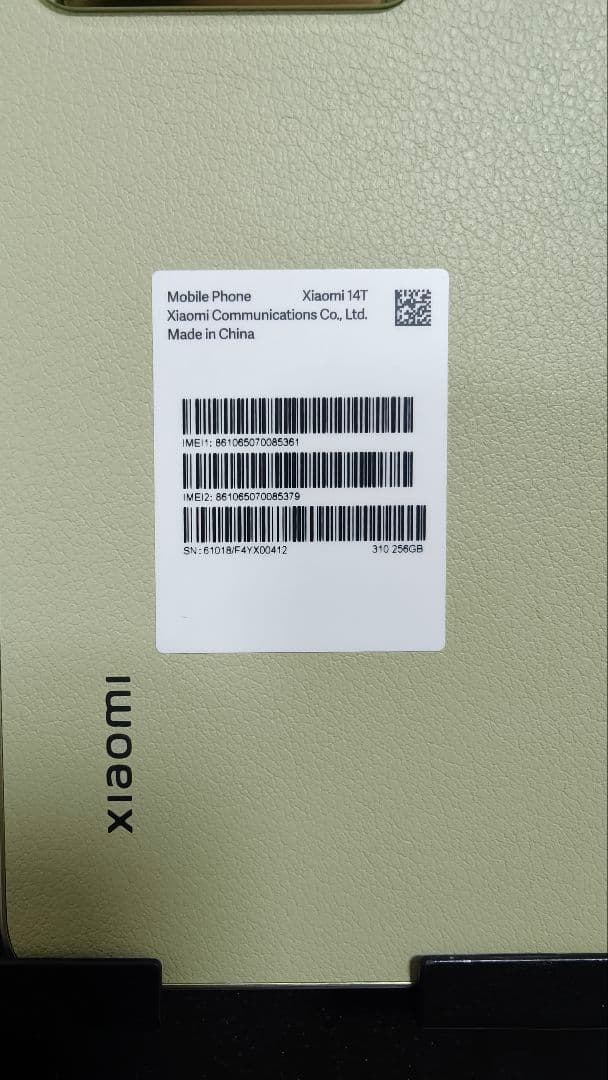 Mobile Phone Xiaomi 14T
Xiaomi Communications Co., Ltd.
Made in China
IMEI1: 861065070085361
IMEI2: 861065070085379
SN: 61018/F4YX00412 310 256GB
xiaomi